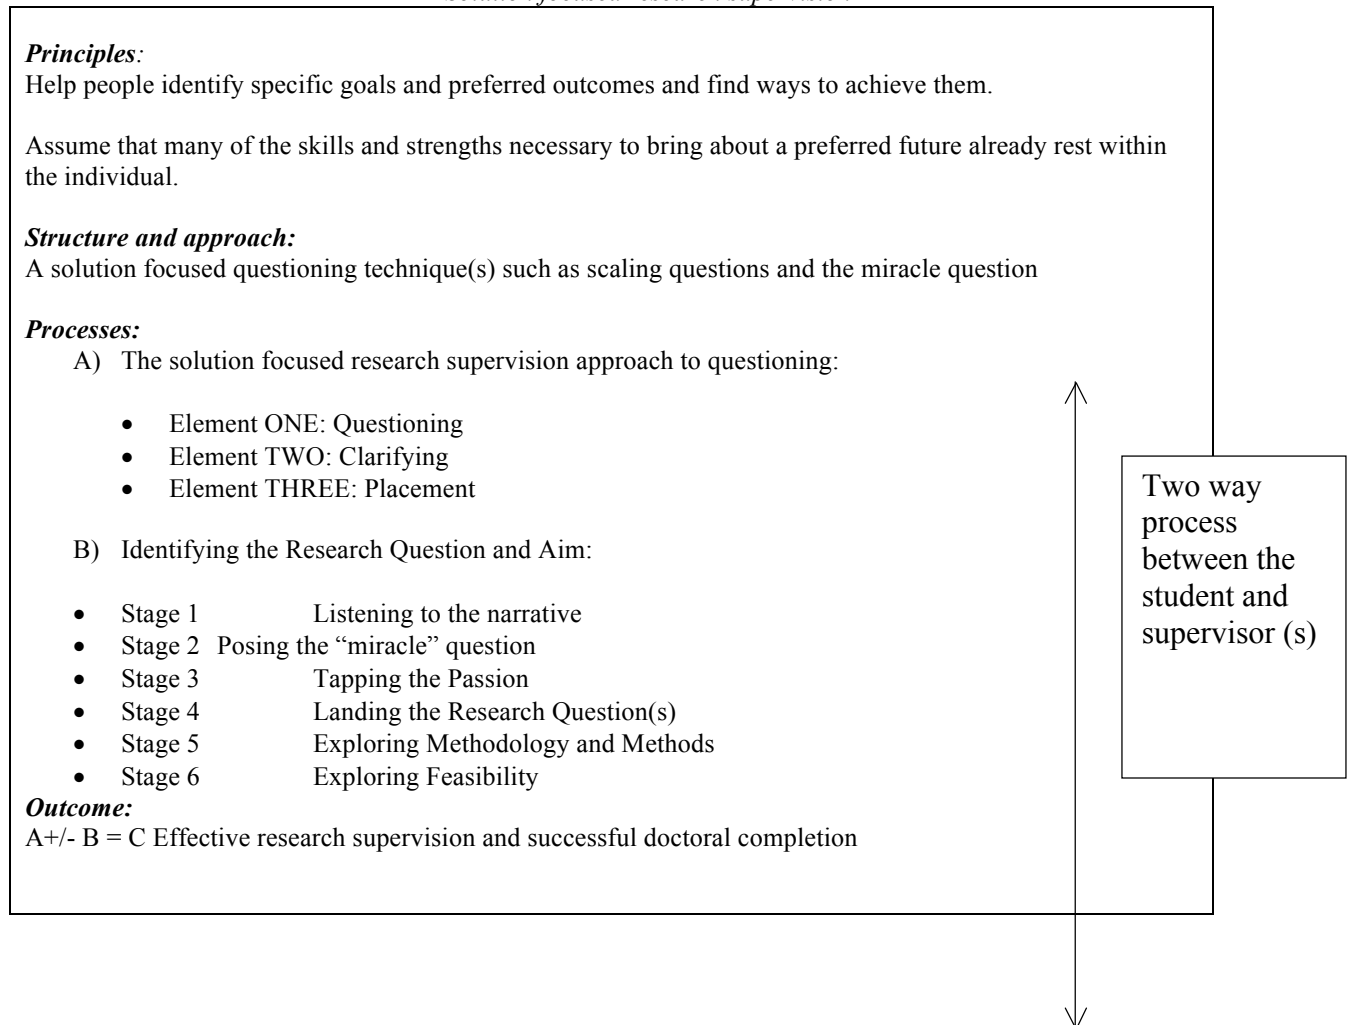 Principles:
Help people identify specific goals and preferred outcomes and find ways to achieve them.
Assume that many of the skills and strengths necessary to bring about a preferred future already rest within
the individual.
Structure and approach:
A solution focused questioning technique(s) such as scaling questions and the miracle question
Processes:
A) The solution focused research supervision approach to questioning:
• Element ONE: Questioning
• Element TWO: Clarifying
• Element THREE: Placement
B) Identifying the Research Question and Aim:
• Stage 1 Listening to the narrative
• Stage 2 Posing the “miracle” question
• Stage 3 Tapping the Passion
• Stage 4 Landing the Research Question(s)
• Stage 5 Exploring Methodology and Methods
• Stage 6 Exploring Feasibility
Outcome:
A+/- B = C Effective research supervision and successful doctoral completion
Two way
process
between the
student and
supervisor (s)